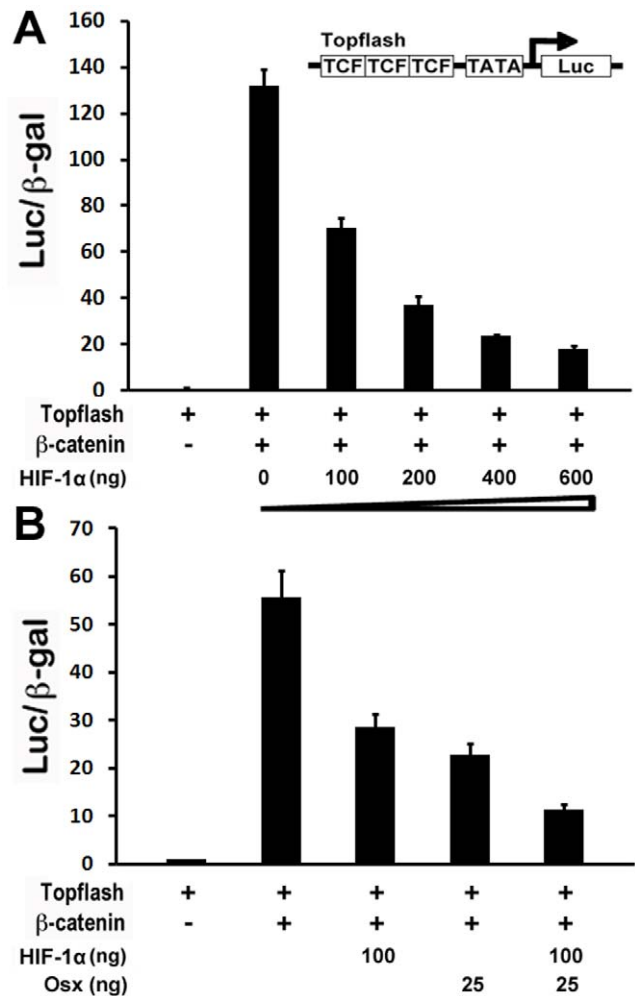 A
Topflash
TCF TCF TCF TATA Luc
Luc/β-gal
160
140
120
100
80
60
40
20
0
Topflash + + + + + +
β-catenin - + + + + +
HIF-1α (ng) 0 100 200 400 600
B
Luc/β-gal
70
60
50
40
30
20
10
0
Topflash + + + + +
β-catenin - + + + +
HIF-1α (ng) 100 100
Osx (ng) 25 25